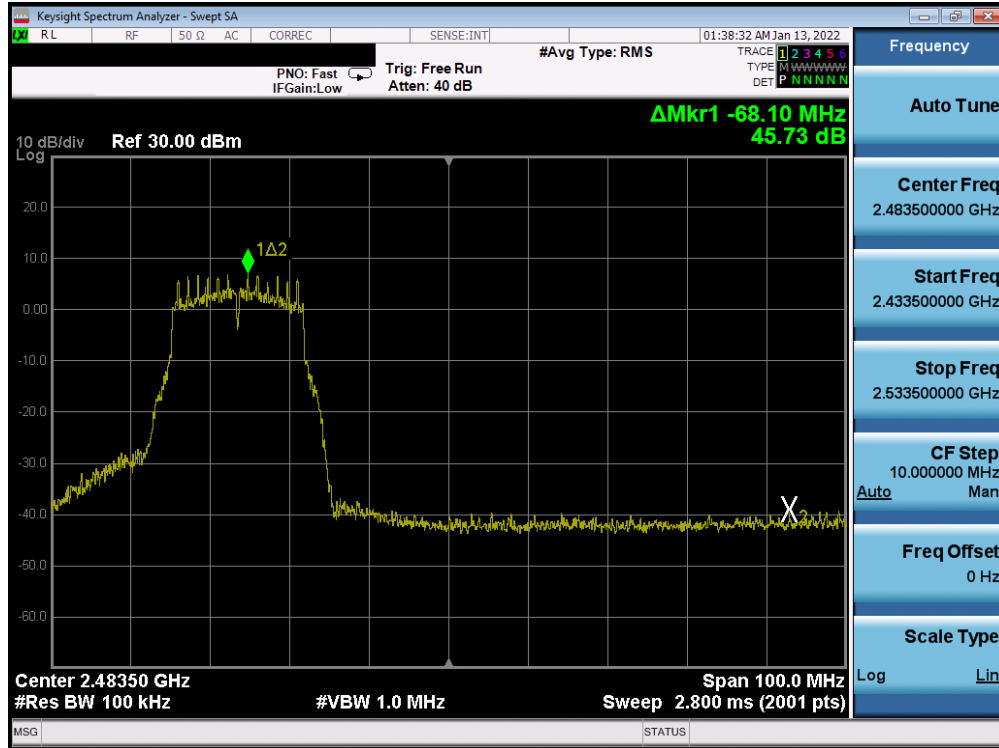 Keysight Spectrum Analyzer - Swept SA
LXI RL RF 50 Ω AC CORREC SENSE:INT 01:38:32 AM Jan 13, 2022
#Avg Type: RMS TRACE 1 2 3 4 5 6
PNO: Fast Trig: Free Run TYPE M WWWWW
IFGain:Low Atten: 40 dB DET P N N N N N
ΔMkr1 -68.10 MHz
45.73 dB
10 dB/div Ref 30.00 dBm
Log
20.0
10.0
0.00
-10.0
-20.0
-30.0
-40.0
-50.0
-60.0
1Δ2
X2
Center 2.48350 GHz Span 100.0 MHz
#Res BW 100 kHz #VBW 1.0 MHz Sweep 2.800 ms (2001 pts)
MSG STATUS
Frequency
Auto Tune
Center Freq
2.483500000 GHz
Start Freq
2.433500000 GHz
Stop Freq
2.533500000 GHz
CF Step
10.000000 MHz
Auto Man
Freq Offset
0 Hz
Scale Type
Log Lin